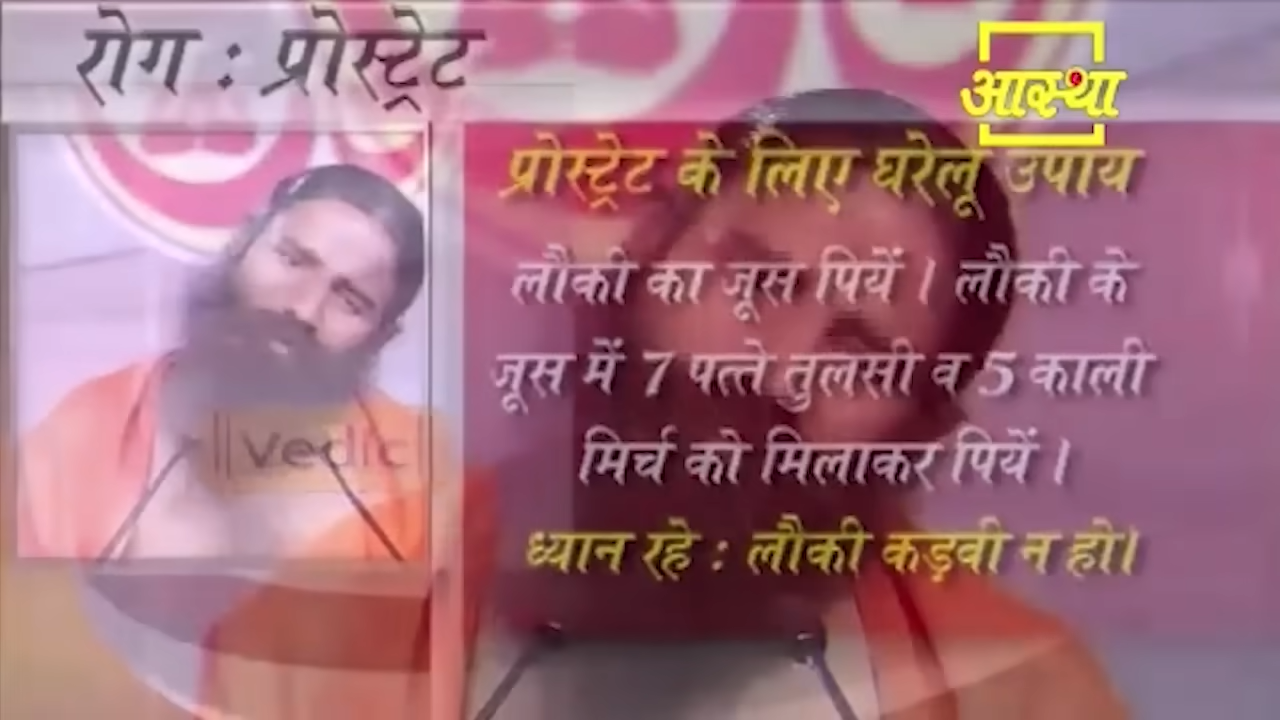 रोग : प्रोस्ट्रेट
आस्था
प्रोस्ट्रेट के लिए घरेलू उपाय
लौकी का जूस पियें । लौकी के
जूस में 7 पत्ते तुलसी व 5 काली
मिर्च को मिलाकर पियें ।
ध्यान रहे : लौकी कड़वी न हो।
||vedic||